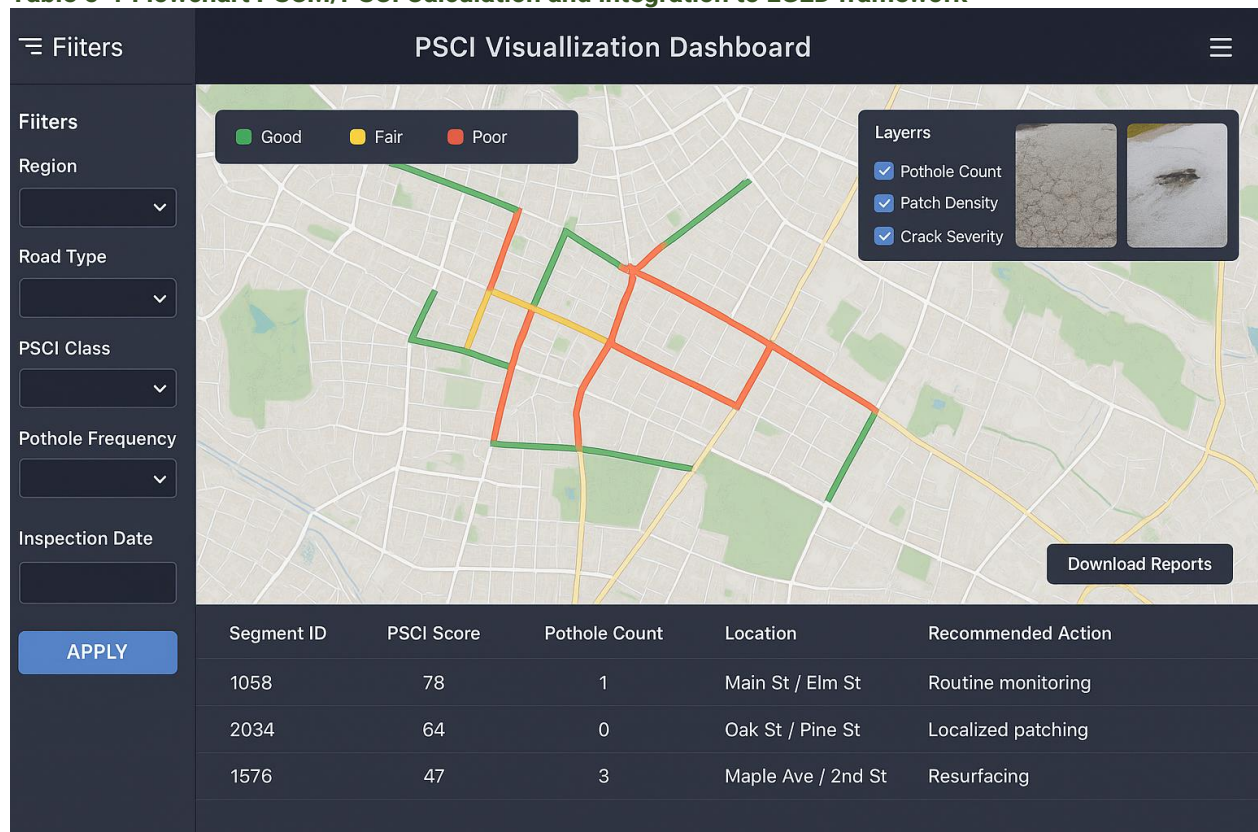 Fiiters
PSCI Visuallization Dashboard
Fiiters
Region
Road Type
PSCI Class
Pothole Frequency
Inspection Date
APPLY
Good
Fair
Poor
Layerrs
Pothole Count
Patch Density
Crack Severity
Download Reports
Segment ID PSCI Score Pothole Count Location Recommended Action
1058 78 1 Main St / Elm St Routine monitoring
2034 64 0 Oak St / Pine St Localized patching
1576 47 3 Maple Ave / 2nd St Resurfacing